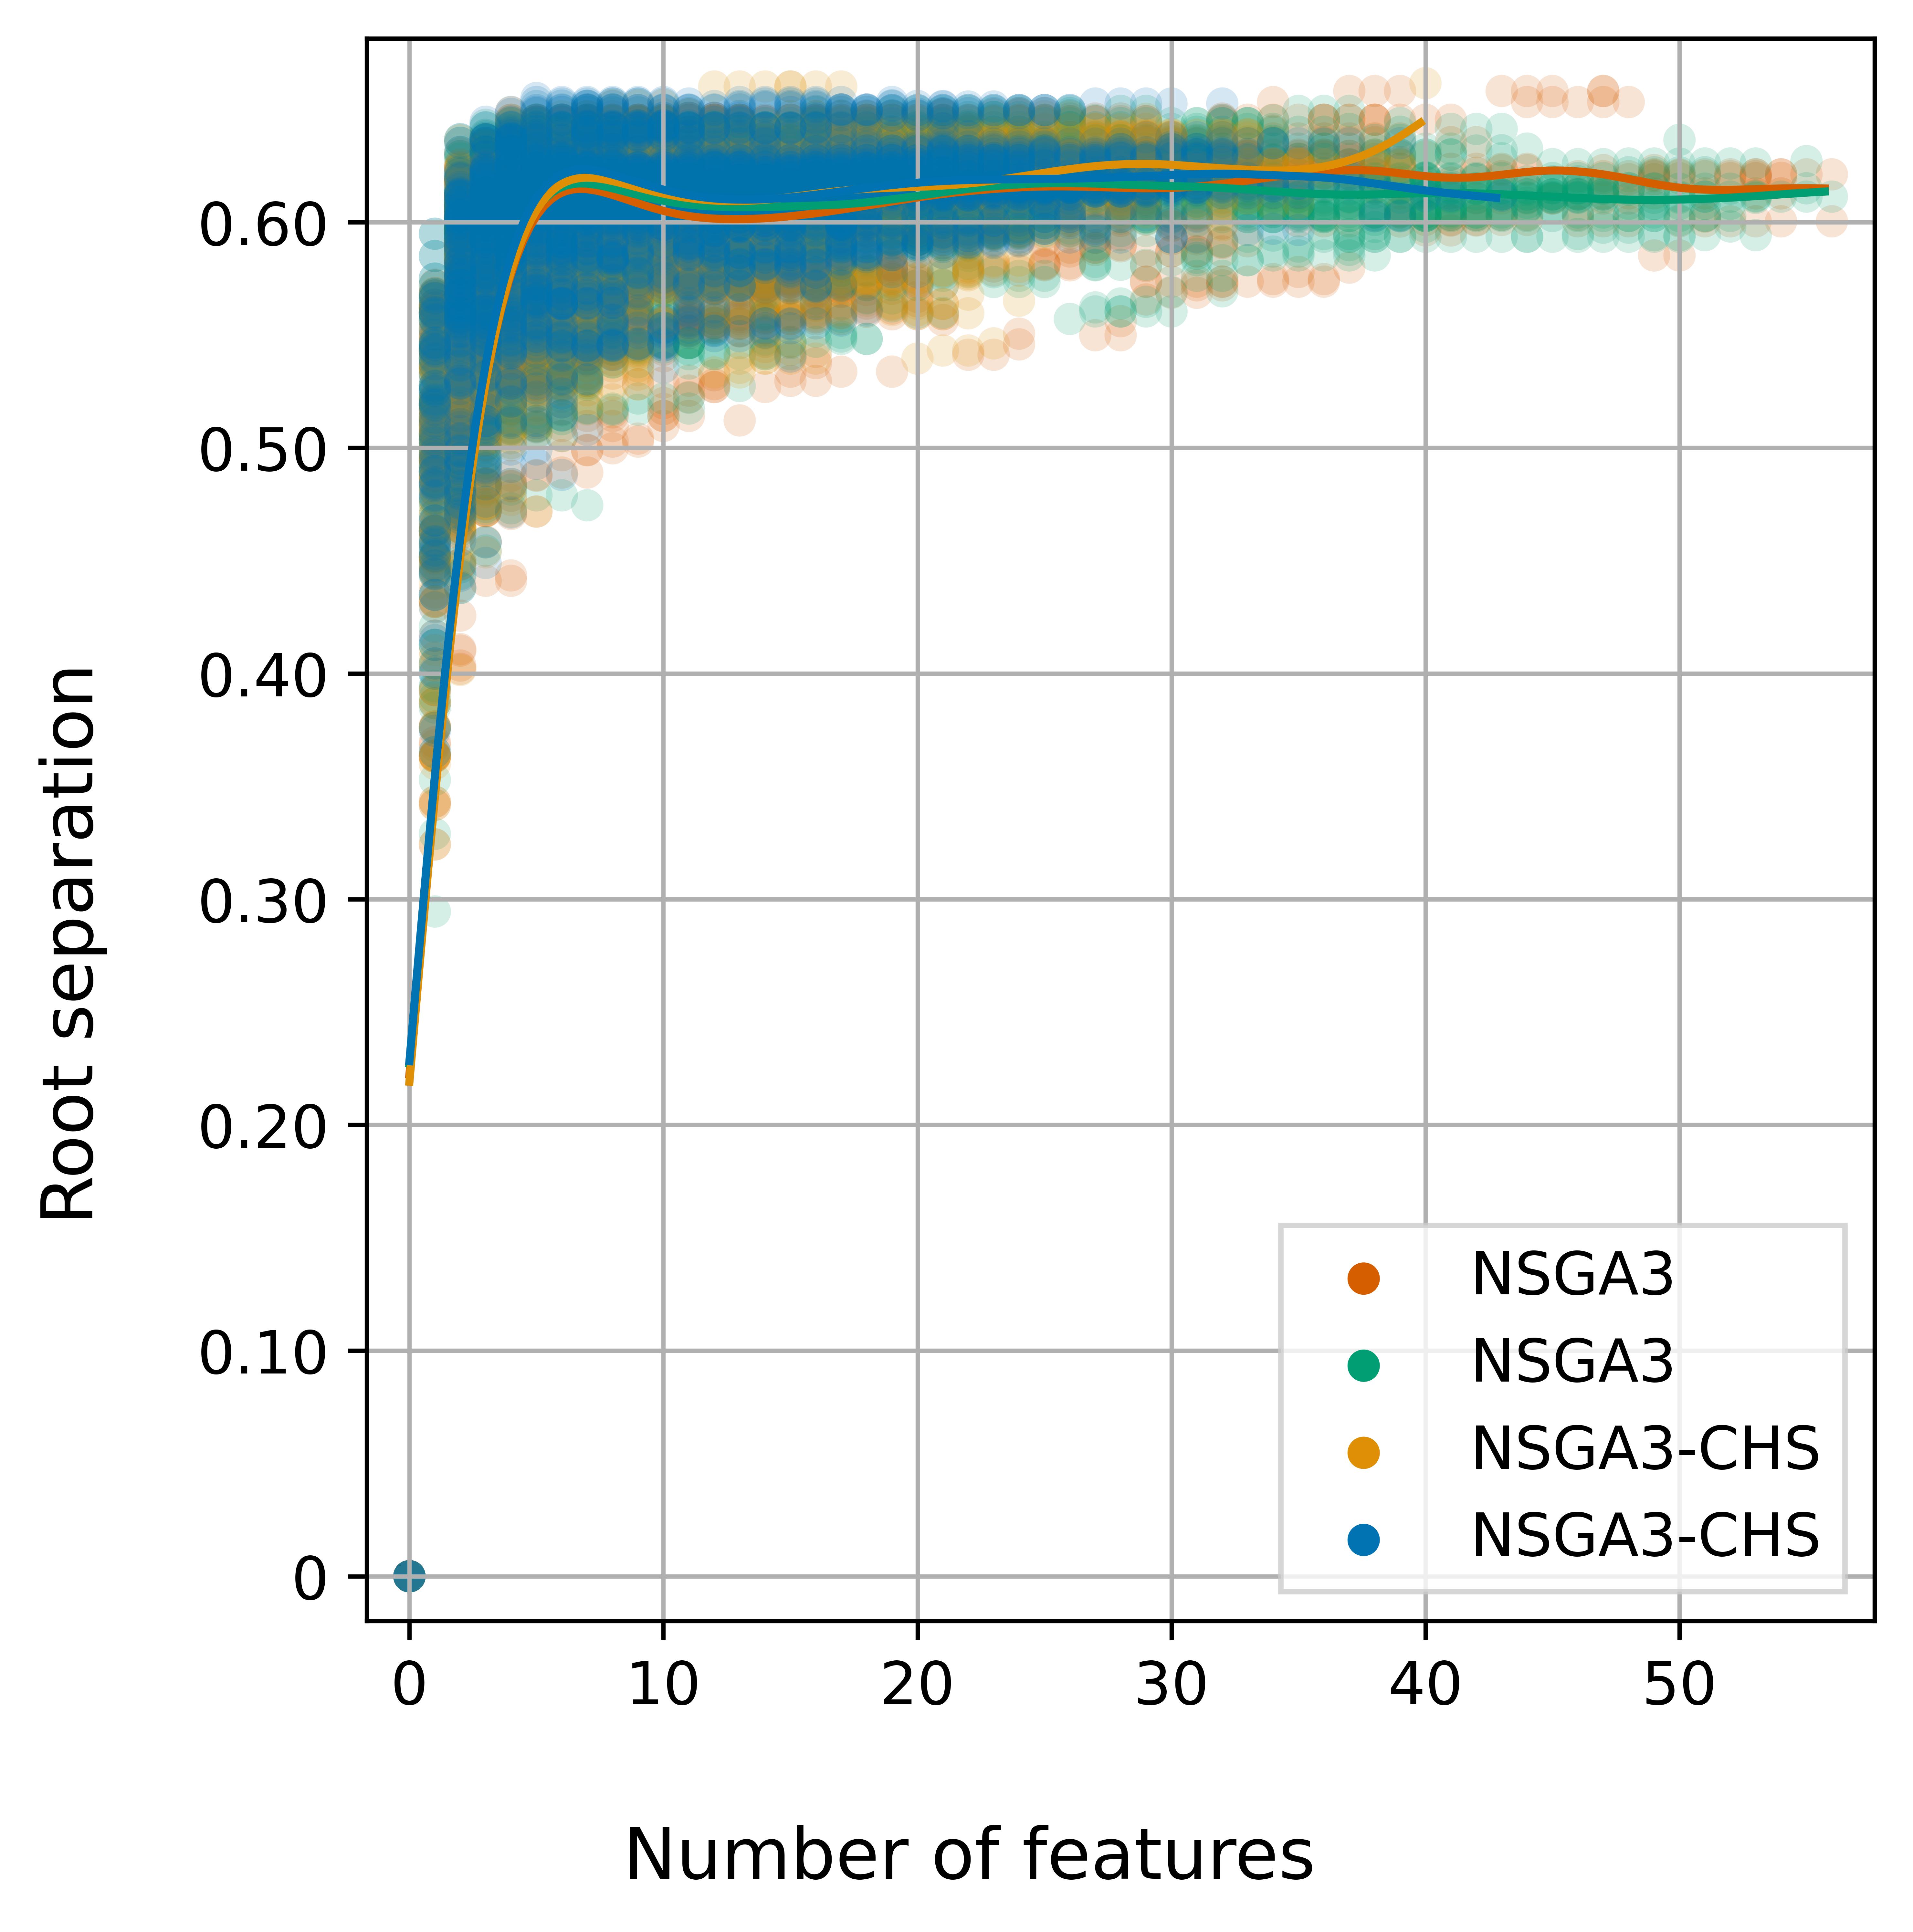 Root separation
0.60
0.50
0.40
0.30
0.20
0.10
0
NSGA3
NSGA3
NSGA3-CHS
NSGA3-CHS
0 10 20 30 40 50
Number of features